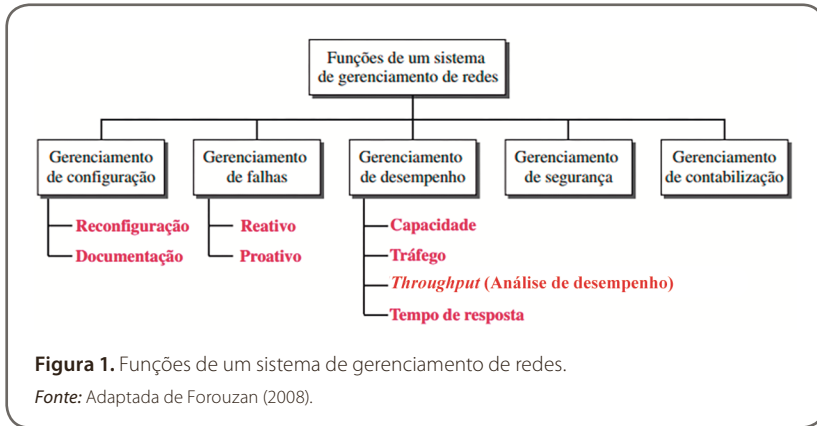 Funções de um sistema
de gerenciamento de redes
Gerenciamento
de configuração
Gerenciamento
de falhas
Gerenciamento
de desempenho
Gerenciamento
de segurança
Gerenciamento
de contabilização
Reconfiguração
Documentação
Reativo
Proativo
Capacidade
Tráfego
Throughput (Análise de desempenho)
Tempo de resposta
Figura 1. Funções de um sistema de gerenciamento de redes.
Fonte: Adaptada de Forouzan (2008).